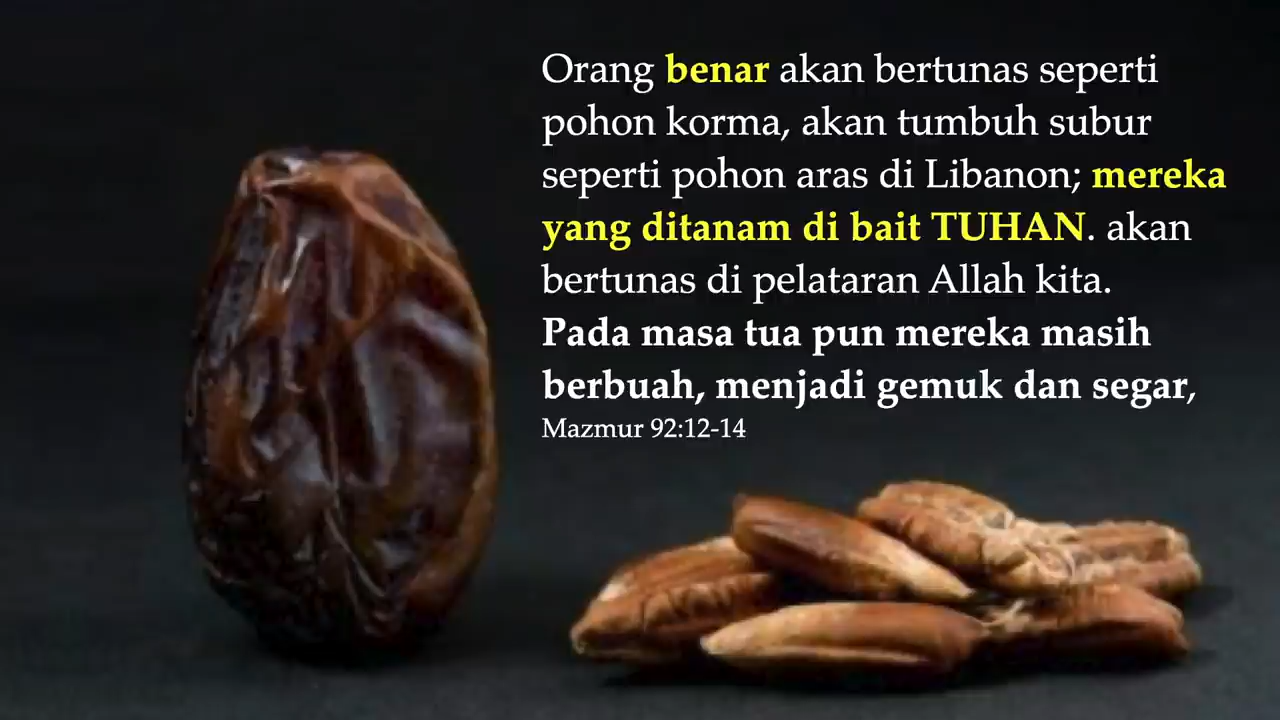 Orang benar akan bertunas seperti
pohon korma, akan tumbuh subur
seperti pohon aras di Libanon; mereka
yang ditanam di bait TUHAN. akan
bertunas di pelataran Allah kita.
Pada masa tua pun mereka masih
berbuah, menjadi gemuk dan segar,
Mazmur 92:12-14